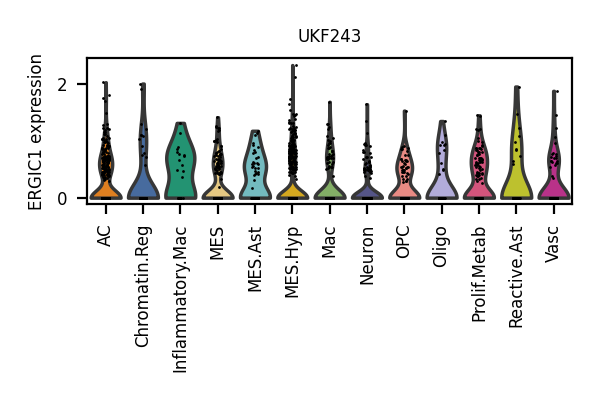 UKF243
ERGIC1 expression
2
0
AC
Chromatin.Reg
Inflammatory.Mac
MES
MES.Ast
MES.Hyp
Mac
Neuron
OPC
Oligo
Prolif.Metab
Reactive.Ast
Vasc